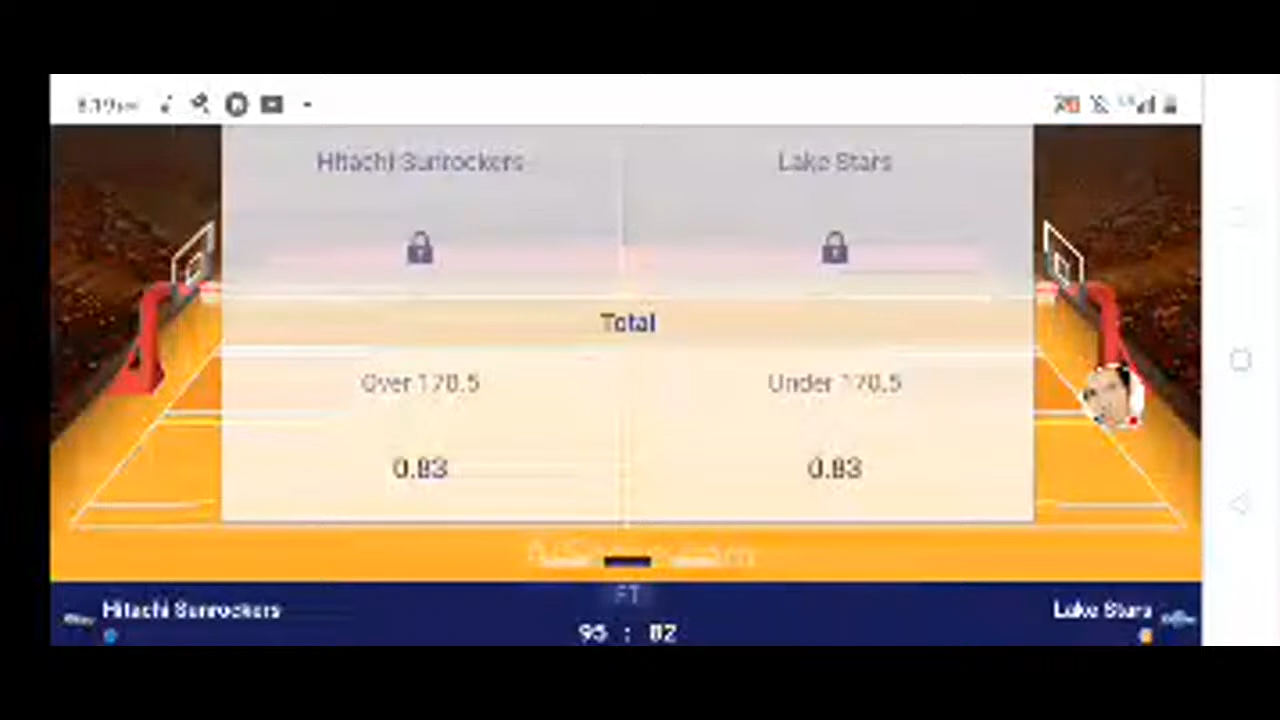 Hitachi Sunrockers
Lake Stars
Total
Over 170.5
Under 170.5
0.83
0.83
FT
Hitachi Sunrockers
95 : 82
Lake Stars